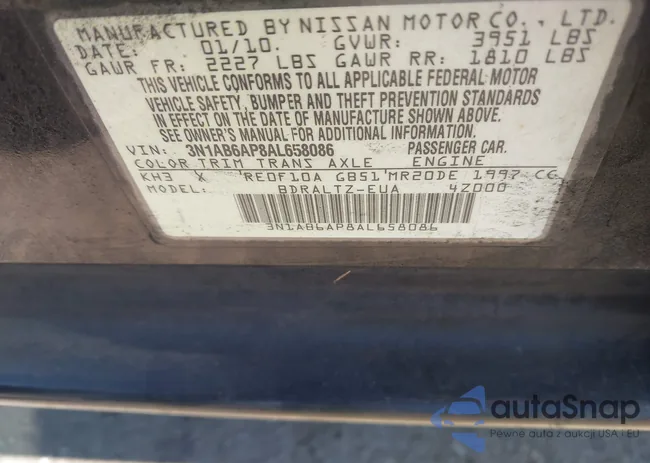 MANUFACTURED BY NISSAN MOTOR CO., LTD.
DATE: 01/10. GVWR: 3951 LBS
GAWR FR: 2227 LBS GAWR RR: 1810 LBS
THIS VEHICLE CONFORMS TO ALL APPLICABLE FEDERAL MOTOR
VEHICLE SAFETY, BUMPER AND THEFT PREVENTION STANDARDS
IN EFFECT ON THE DATE OF MANUFACTURE SHOWN ABOVE.
SEE OWNER'S MANUAL FOR ADDITIONAL INFORMATION.
VIN: 3N1AB6AP8AL658086 PASSENGER CAR.
COLOR TRIM TRANS AXLE ENGINE
KH3 X RE0F10A GB51 MR20DE 1997 CC
MODEL: BDRALTZ-EUA 4Z000
3N1AB6AP8AL658086
autoSnap
Pewne auta z aukcji USA i EU